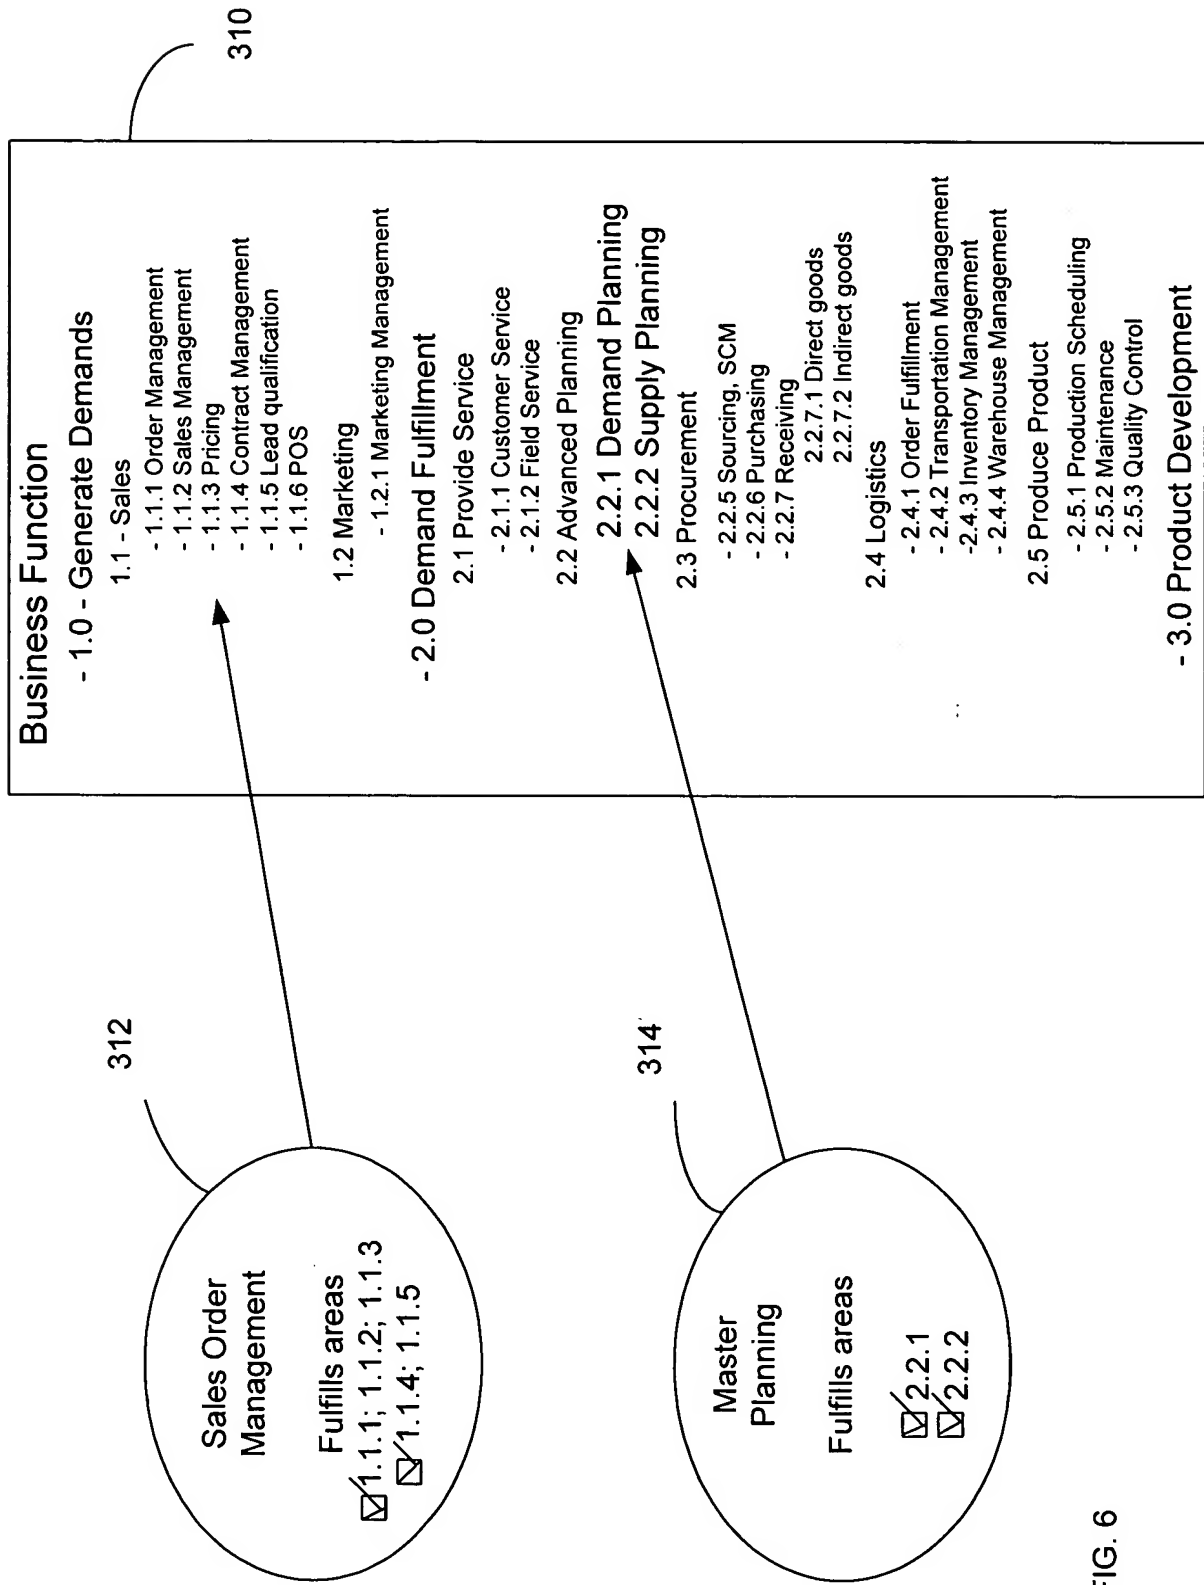 Business Function
- 1.0 - Generate Demands
1.1 - Sales
- 1.1.1 Order Management
- 1.1.2 Sales Management
- 1.1.3 Pricing
- 1.1.4 Contract Management
- 1.1.5 Lead qualification
- 1.1.6 POS
1.2 Marketing
- 1.2.1 Marketing Management
- 2.0 Demand Fulfillment
2.1 Provide Service
- 2.1.1 Customer Service
- 2.1.2 Field Service
2.2 Advanced Planning
2.2.1 Demand Planning
2.2.2 Supply Planning
2.3 Procurement
- 2.2.5 Sourcing, SCM
- 2.2.6 Purchasing
- 2.2.7 Receiving
2.2.7.1 Direct goods
2.2.7.2 Indirect goods
2.4 Logistics
- 2.4.1 Order Fulfillment
- 2.4.2 Transportation Management
-2.4.3 Inventory Management
- 2.4.4 Warehouse Management
2.5 Produce Product
- 2.5.1 Production Scheduling
- 2.5.2 Maintenance
- 2.5.3 Quality Control
- 3.0 Product Development
310
312
Sales Order
Management
Fulfills areas
☑1.1.1; 1.1.2; 1.1.3
☑1.1.4; 1.1.5
314
Master
Planning
Fulfills areas
☑2.2.1
☑2.2.2
FIG. 6